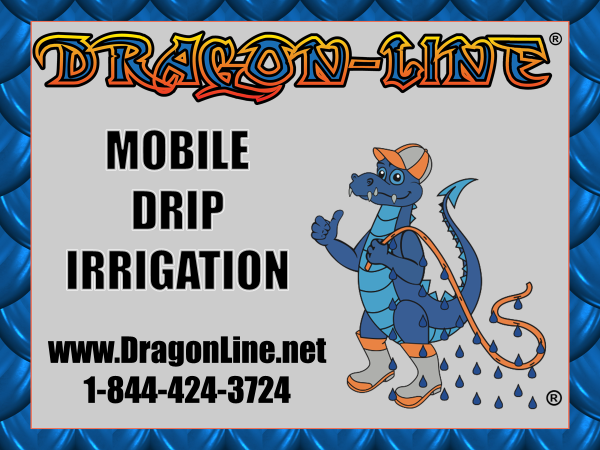 DRAGON-LINE®
MOBILE
DRIP
IRRIGATION
www.DragonLine.net
1-844-424-3724
®